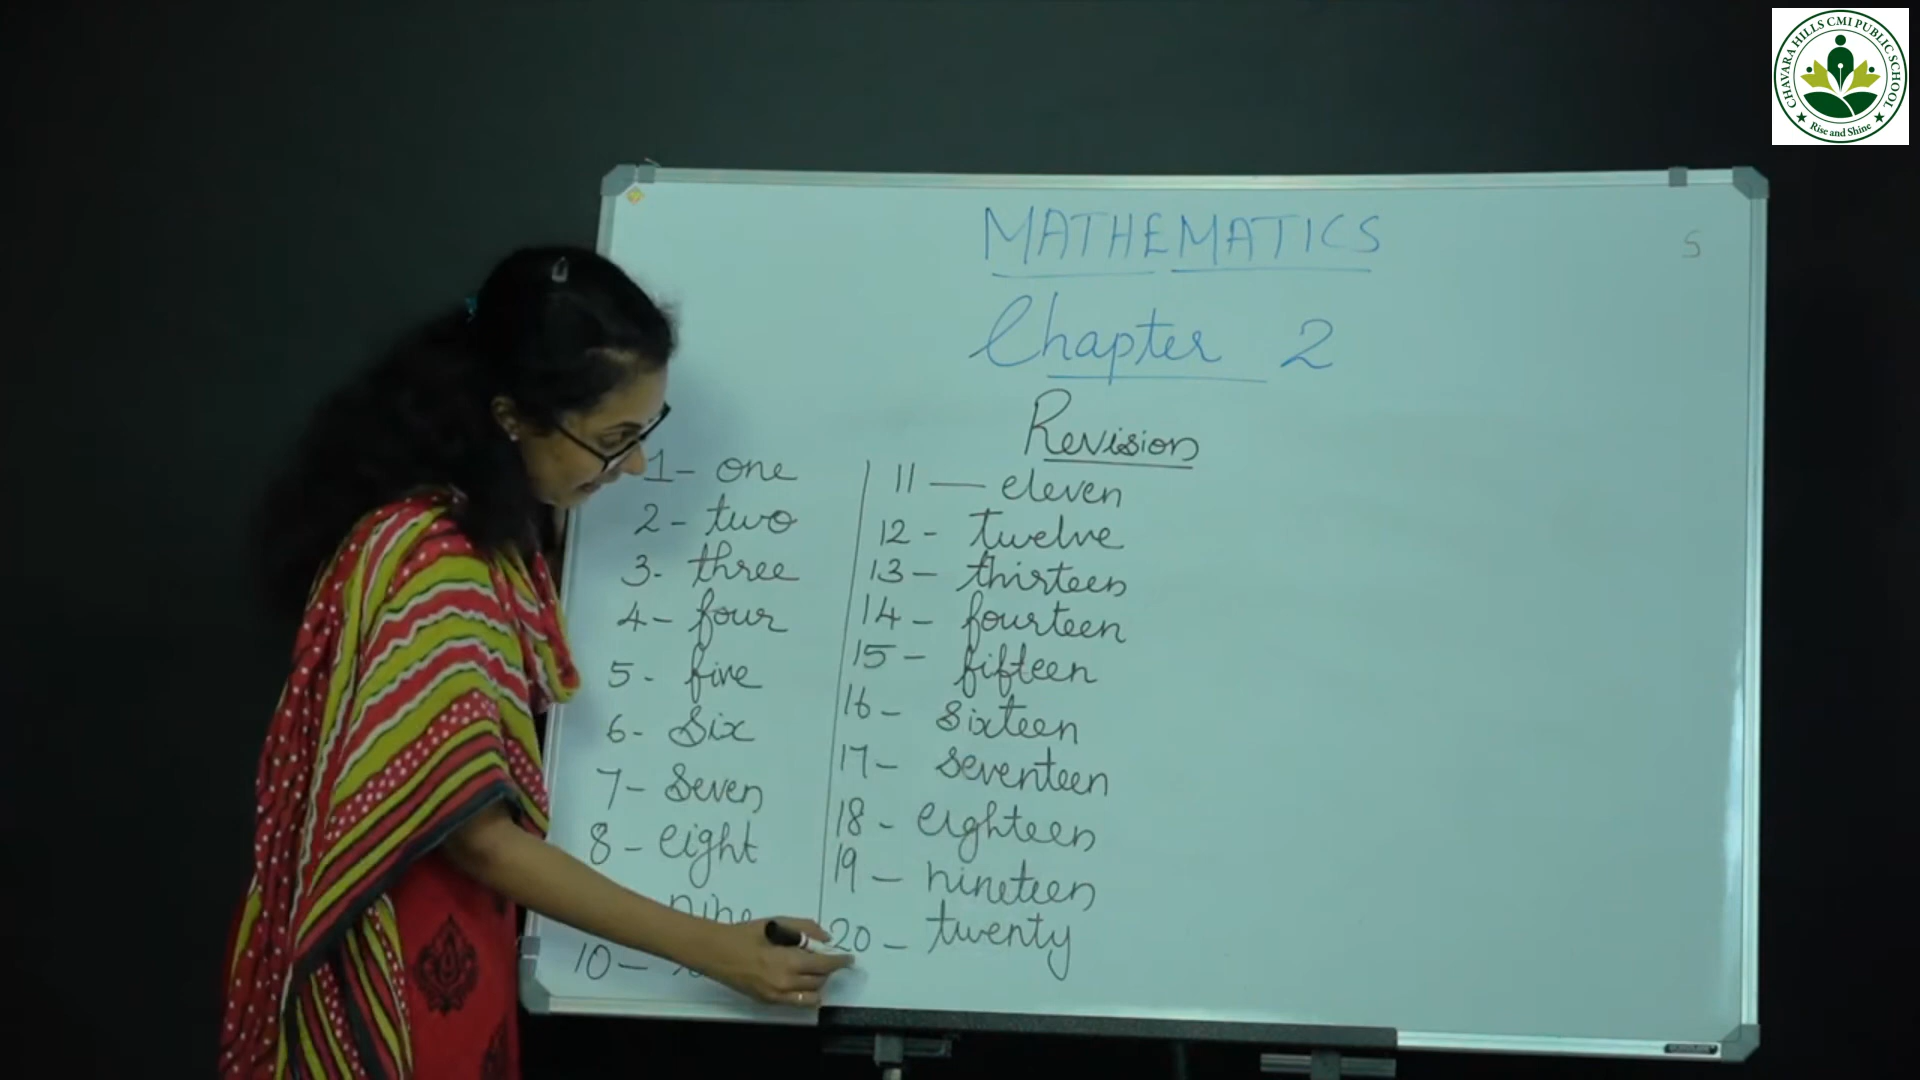 CHAVARA HILLS CMI PUBLIC SCHOOL
Rise and Shine
MATHEMATICS
S
Chapter 2
Revision
1- one
2- two
3- three
4- four
5- five
6- six
7- seven
8- eight
nine
10-
11 - eleven
12 - twelve
13 - thirteen
14 - fourteen
15 - fifteen
16 - sixteen
17 - seventeen
18 - eighteen
19 - nineteen
20 - twenty